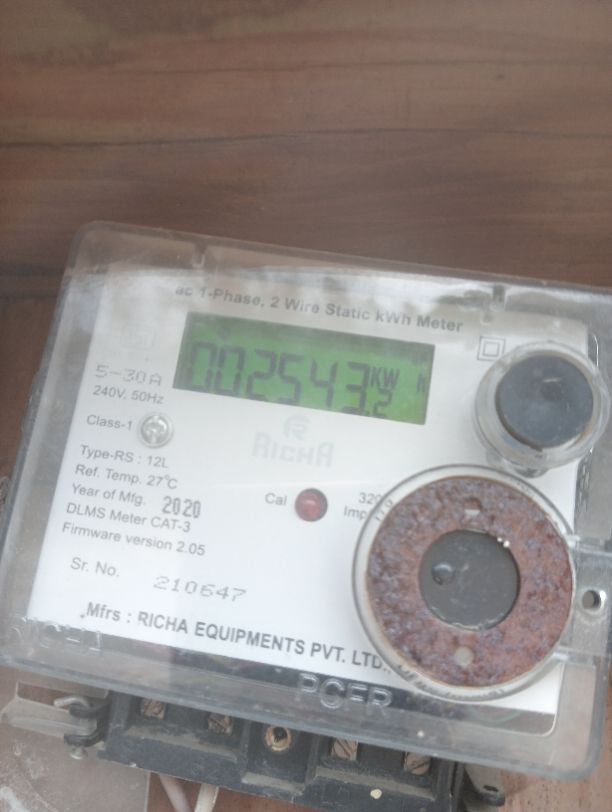 ac 1-Phase, 2 Wire Static kWh Meter
002543.2 KW H
5-30A
240V. 50Hz
Class-1
RICHA
Type-RS : 12L
Ref. Temp. 27°C
Year of Mfg. 2020
Cal
320
Imp
DLMS Meter CAT-3
Firmware version 2.05
Sr. No. 210647
Mfrs : RICHA EQUIPMENTS PVT. LTD.